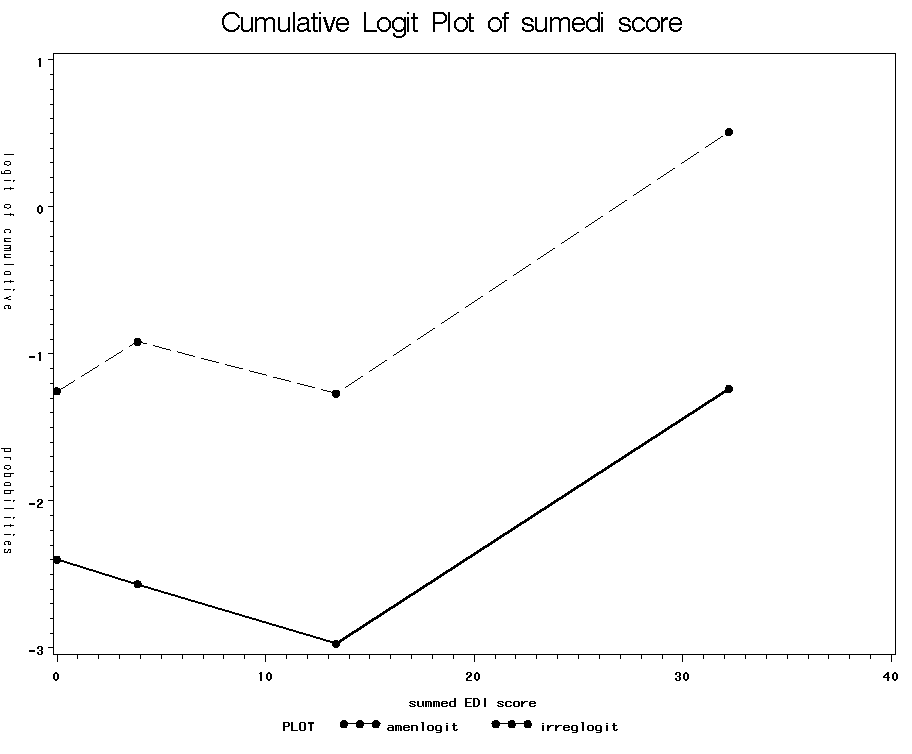 Cumulative Logit Plot of sumedi score
logit of cumulative probabilities
1
0
-1
-2
-3
0 10 20 30 40
summed EDI score
PLOT amenlogit irreglogit